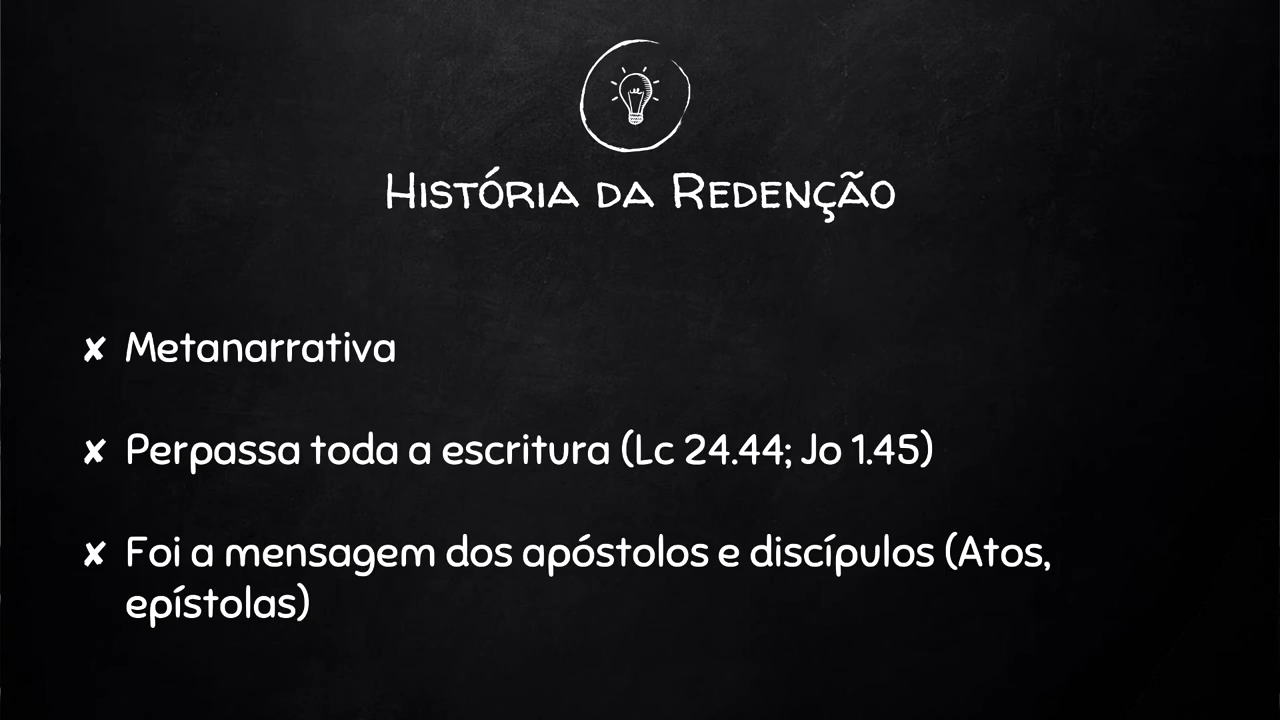 História da Redenção
✘ Metanarrativa
✘ Perpassa toda a escritura (Lc 24.44; Jo 1.45)
✘ Foi a mensagem dos apóstolos e discípulos (Atos,
epístolas)